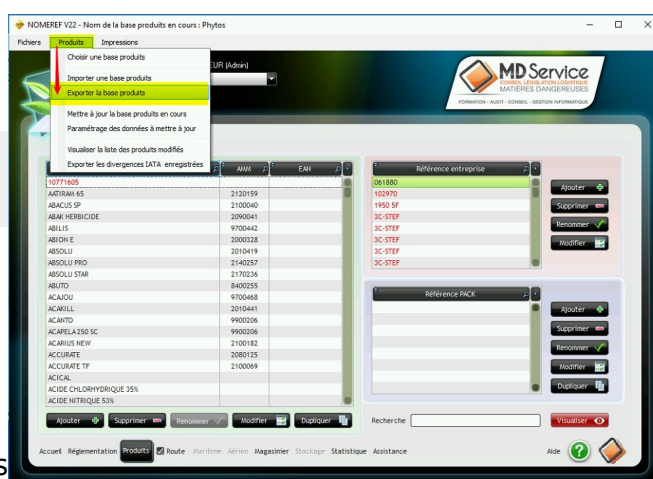 NOMEREF V22 - Nom de la base produits en cours : Phytos
Fichiers Produits Impressions
Choisir une base produits
Importer une base produits
Exporter la base produits
Mettre à jour la base produits en cours
Paramétrage des données à mettre à jour
Visualiser la liste des produits modifiés
Exporter les divergences IATA enregistrées
EUR (Admin)
MD Service
CONSEIL LÉGISLATION LOGISTIQUE
MATIÈRES DANGEREUSES
FORMATION - AUDIT - CONSEIL - GESTION INFORMATIQUE
AMM EAN
10771605
AATIRAM 65 2120159
ABACUS SP 2100040
ABAK HERBICIDE 2090041
ABILIS 9700442
ABION E 2000328
ABSOLU 2010419
ABSOLU PRO 2140257
ABSOLU STAR 2170236
ABUTO 8400255
ACAJOU 9700468
ACAKILL 2010441
ACANTO 9900206
ACAPELA 250 SC 9900206
ACARIUS NEW 2100182
ACCURATE 2080125
ACCURATE TF 2100069
ACICAL
ACIDE CHLORHYDRIQUE 35%
ACIDE NITRIQUE 53%
Ajouter Supprimer Renommer Modifier Dupliquer
Référence entreprise
061880
102970
1950 5F
3C-STEF
3C-STEF
3C-STEF
3C-STEF
Ajouter
Supprimer
Renommer
Modifier
Référence PACK
Ajouter
Supprimer
Renommer
Modifier
Dupliquer
Recherche Visualiser
Accueil Réglementation Produits Route Maritime Aérien Magasinier Stockage Statistique Assistance Aide
s